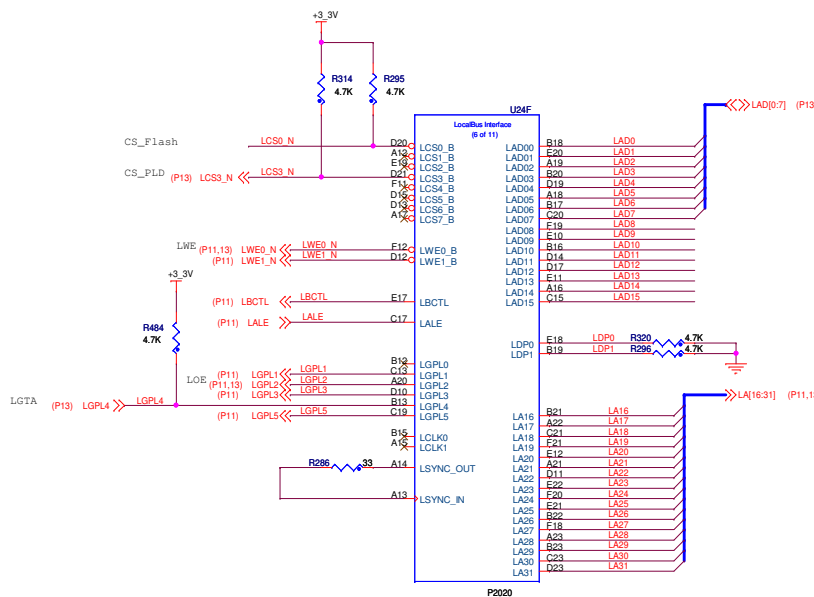 +3_3V
R314
4.7K
R295
4.7K
U24F
LocalBus Interface
(6 of 11)
LAD[0:7] (P13
CS_Flash LCS0_N D20 LCS0_B
A12 LCS1_B
E19 LCS2_B
CS_PLD (P13) LCS3_N LCS3_N D21 LCS3_B
F11 LCS4_B
D15 LCS5_B
D13 LCS6_B
A17 LCS7_B
LAD00 B18 LAD0
LAD01 E20 LAD1
LAD02 A19 LAD2
LAD03 B20 LAD3
LAD04 D19 LAD4
LAD05 A18 LAD5
LAD06 B17 LAD6
LAD07 C20 LAD7
LAD08 F19 LAD8
LAD09 E10 LAD9
LAD10 B16 LAD10
LAD11 D14 LAD11
LAD12 D17 LAD12
LAD13 E11 LAD13
LAD14 A16 LAD14
LAD15 C15 LAD15
LWE (P11,13) LWE0_N F12 LWE0_B
(P11) LWE1_N D12 LWE1_B
+3_3V
(P11) LBCTL E17 LBCTL
(P11) LALE C17 LALE
R484
4.7K
LDP0 E18 LDP0 R320 4.7K
LDP1 B19 LDP1 R296 4.7K
B12 LGPL0
(P11) LGPL1 LGPL1 C13 LGPL1
LOE (P11,13) LGPL2 LGPL2 A20 LGPL2
(P11) LGPL3 LGPL3 D10 LGPL3
LGTA (P13) LGPL4 LGPL4 B13 LGPL4
(P11) LGPL5 LGPL5 C19 LGPL5
B15 LCLK0
A15 LCLK1
R286 33 A14 LSYNC_OUT
A13 LSYNC_IN
LA[16:31] (P11,1
LA16 B21 LA16
LA17 A22 LA17
LA18 C21 LA18
LA19 F21 LA19
LA20 E12 LA20
LA21 A21 LA21
LA22 D11 LA22
LA23 E22 LA23
LA24 F20 LA24
LA25 E21 LA25
LA26 B22 LA26
LA27 F18 LA27
LA28 A23 LA28
LA29 B23 LA29
LA30 C23 LA30
LA31 D23 LA31
P2020